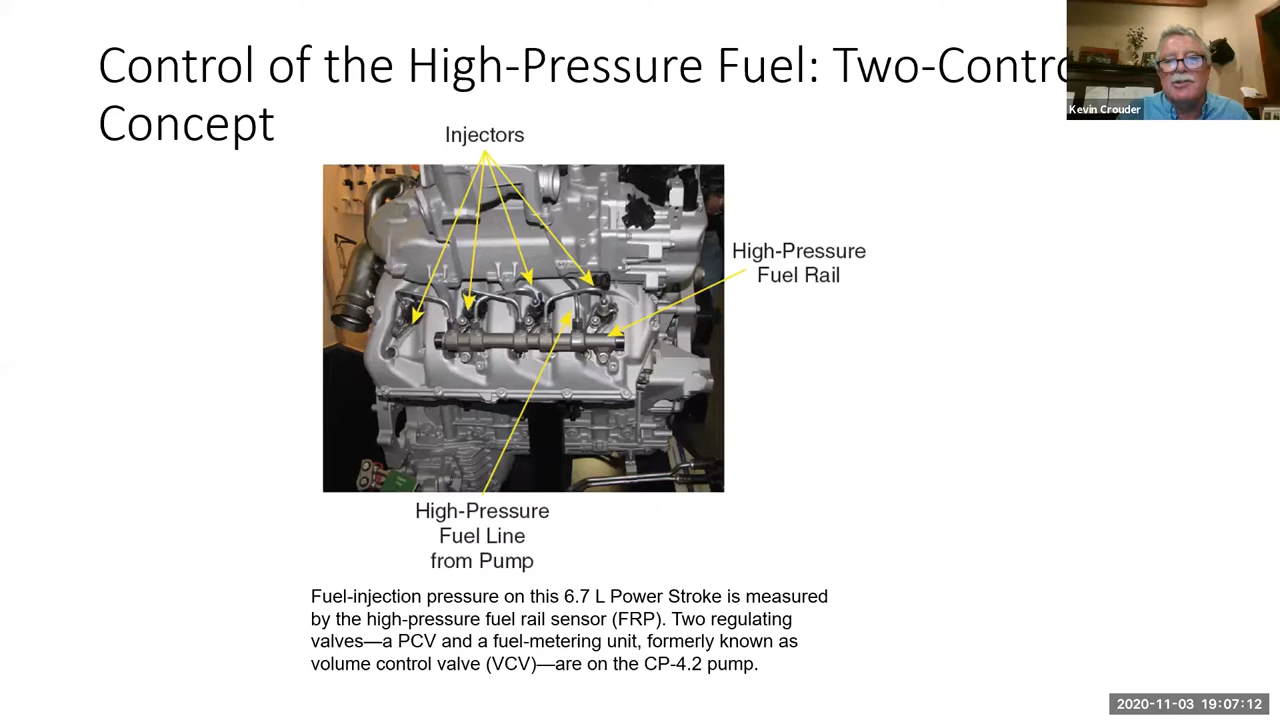 Control of the High-Pressure Fuel: Two-Contro
Concept
Kevin Crouder
Injectors
High-Pressure
Fuel Rail
High-Pressure
Fuel Line
from Pump
Fuel-injection pressure on this 6.7 L Power Stroke is measured
by the high-pressure fuel rail sensor (FRP). Two regulating
valves—a PCV and a fuel-metering unit, formerly known as
volume control valve (VCV)—are on the CP-4.2 pump.
2020-11-03 19:07:12